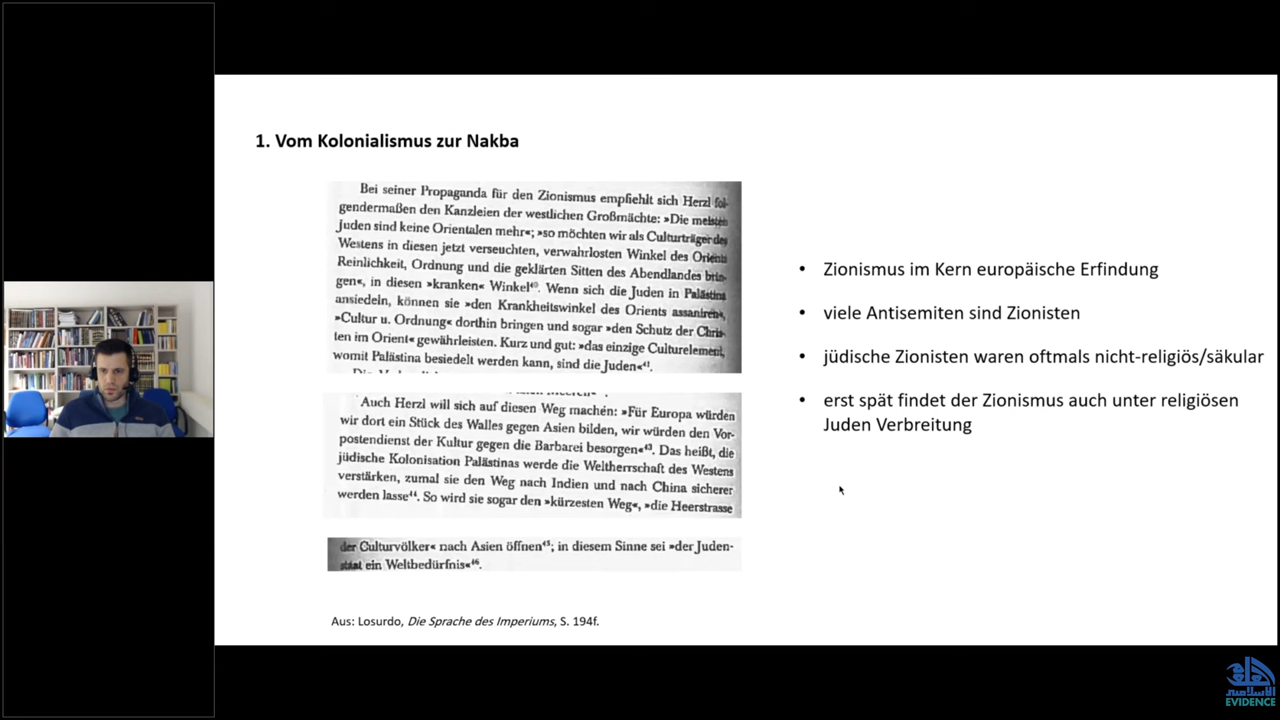 1. Vom Kolonialismus zur Nakba
Bei seiner Propaganda für den Zionismus empfiehlt sich Herzl fol-
gendermaßen den Kanzleien der westlichen Großmächte: »Die meisten
Juden sind keine Orientalen mehr«; »so möchten wir als Culturträger des
Westens in diesen jetzt verseuchten, verwahrlosten Winkel des Orients
Reinlichkeit, Ordnung und die geklärten Sitten des Abendlandes brin-
gen«, in diesen »kranken« Winkel⁴⁰. Wenn sich die Juden in Palästina
ansiedeln, können sie »den Krankheitswinkel des Orients assaniren«,
»Cultur u. Ordnung« dorthin bringen und sogar »den Schutz der Chris-
ten im Orient« gewährleisten. Kurz und gut: »das einzige Culturelement,
womit Palästina besiedelt werden kann, sind die Juden«⁴¹.
Auch Herzl will sich auf diesen Weg machen: »Für Europa würden
wir dort ein Stück des Walles gegen Asien bilden, wir würden den Vor-
postendienst der Kultur gegen die Barbarei besorgen«⁴³. Das heißt, die
jüdische Kolonisation Palästinas werde die Weltherrschaft des Westens
verstärken, zumal sie den Weg nach Indien und nach China sicherer
werden lasse⁴⁴. So wird sie sogar den »kürzesten Weg«, »die Heerstrasse
der Culturvölker« nach Asien öffnen⁴⁵; in diesem Sinne sei »der Juden-
staat ein Weltbedürfnis«⁴⁶.
Aus: Losurdo, Die Sprache des Imperiums, S. 194f.
• Zionismus im Kern europäische Erfindung
• viele Antisemiten sind Zionisten
• jüdische Zionisten waren oftmals nicht-religiös/säkular
• erst spät findet der Zionismus auch unter religiösen
Juden Verbreitung
الإسلامي
EVIDENCE